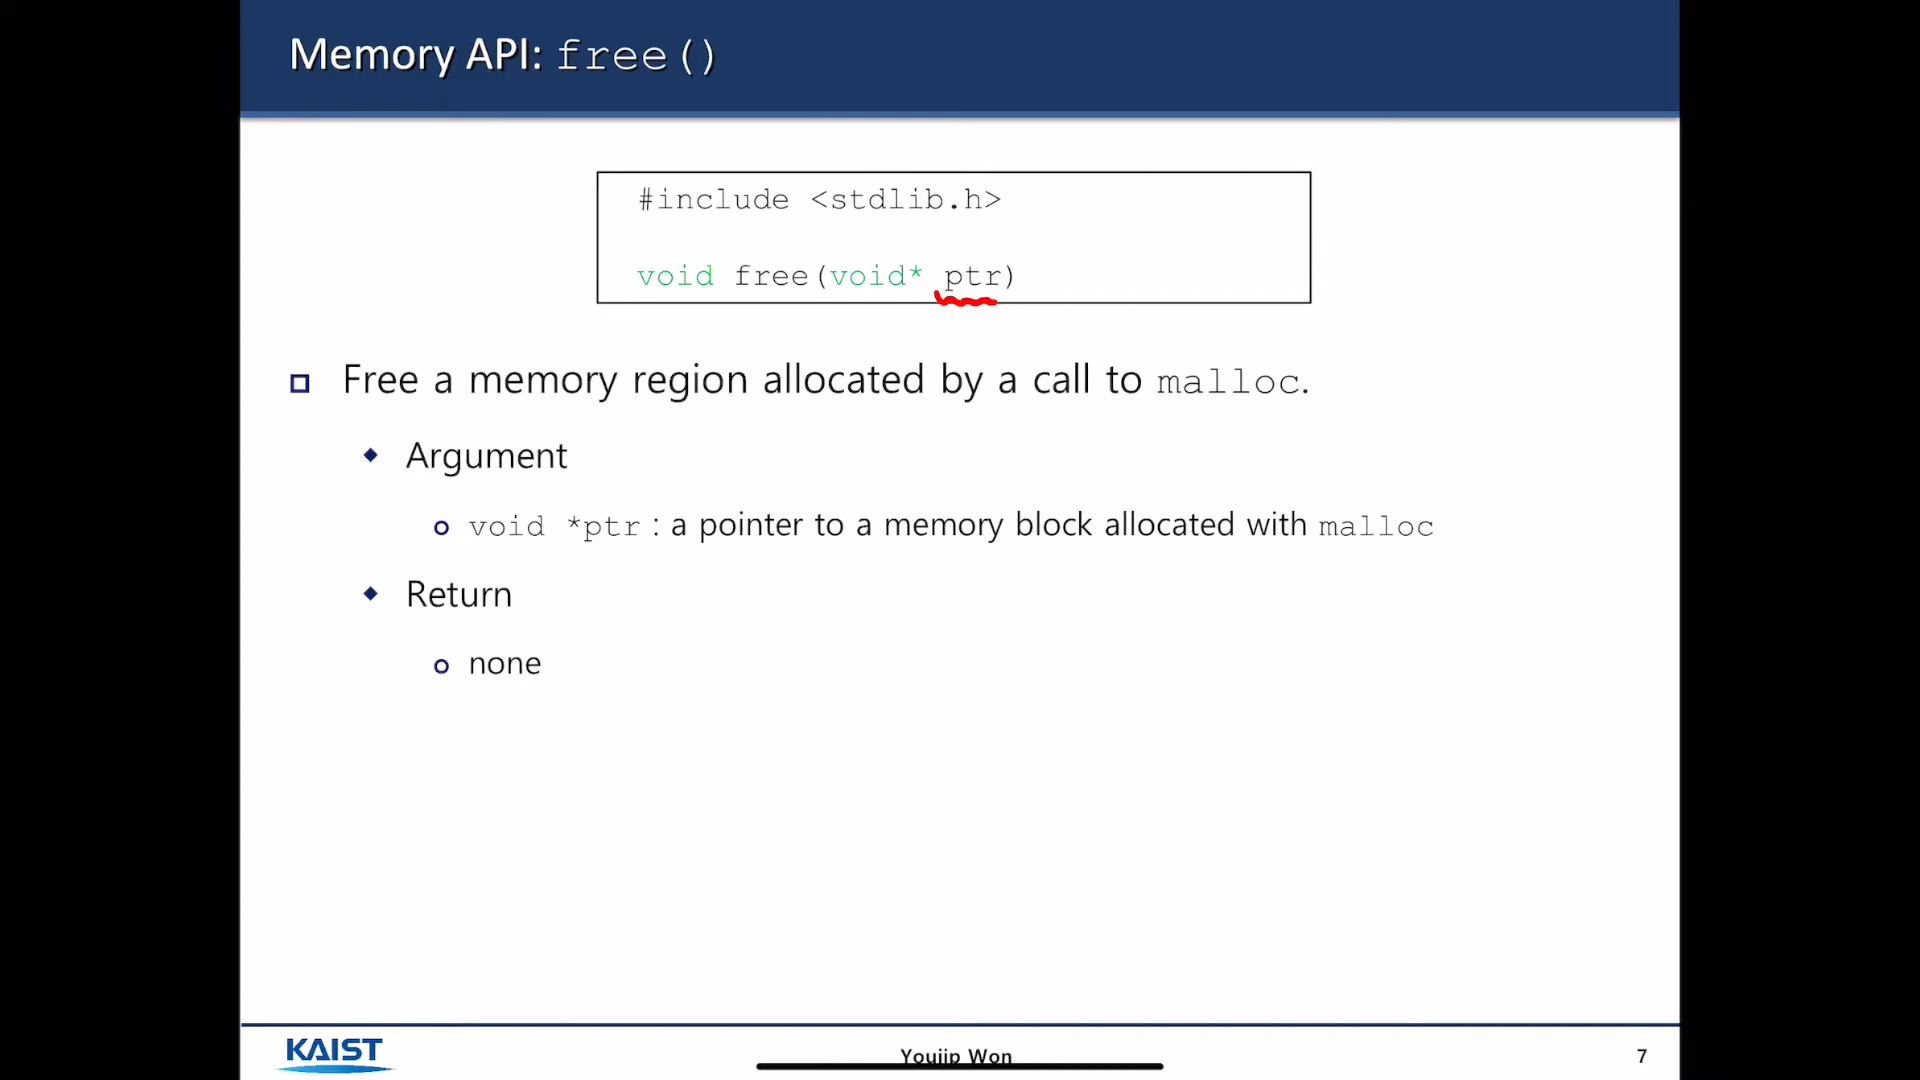 Memory API: free()
#include <stdlib.h>
void free(void* ptr)
Free a memory region allocated by a call to malloc.
Argument
void *ptr : a pointer to a memory block allocated with malloc
Return
none
KAIST
Youjip Won
7